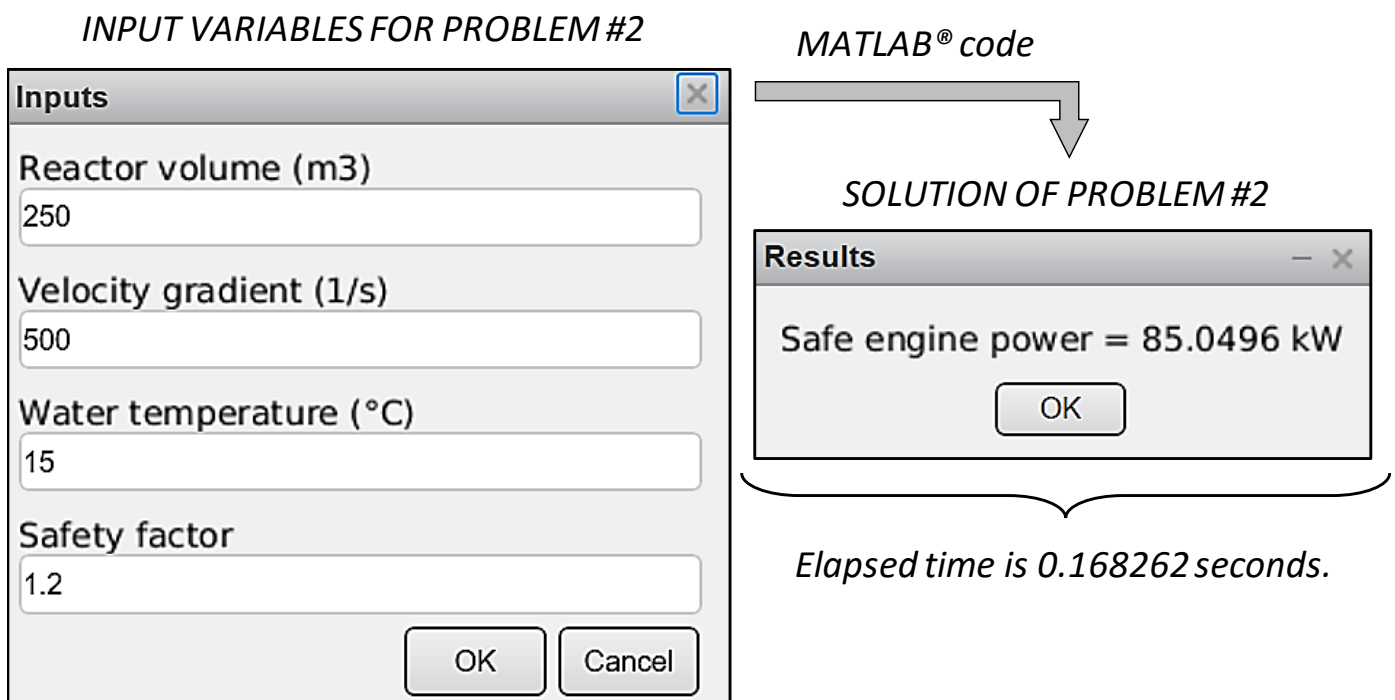 INPUT VARIABLES FOR PROBLEM #2
Inputs
Reactor volume (m3)
250
Velocity gradient (1/s)
500
Water temperature (°C)
15
Safety factor
1.2
OK
Cancel
MATLAB® code
SOLUTION OF PROBLEM #2
Results
Safe engine power = 85.0496 kW
OK
Elapsed time is 0.168262 seconds.